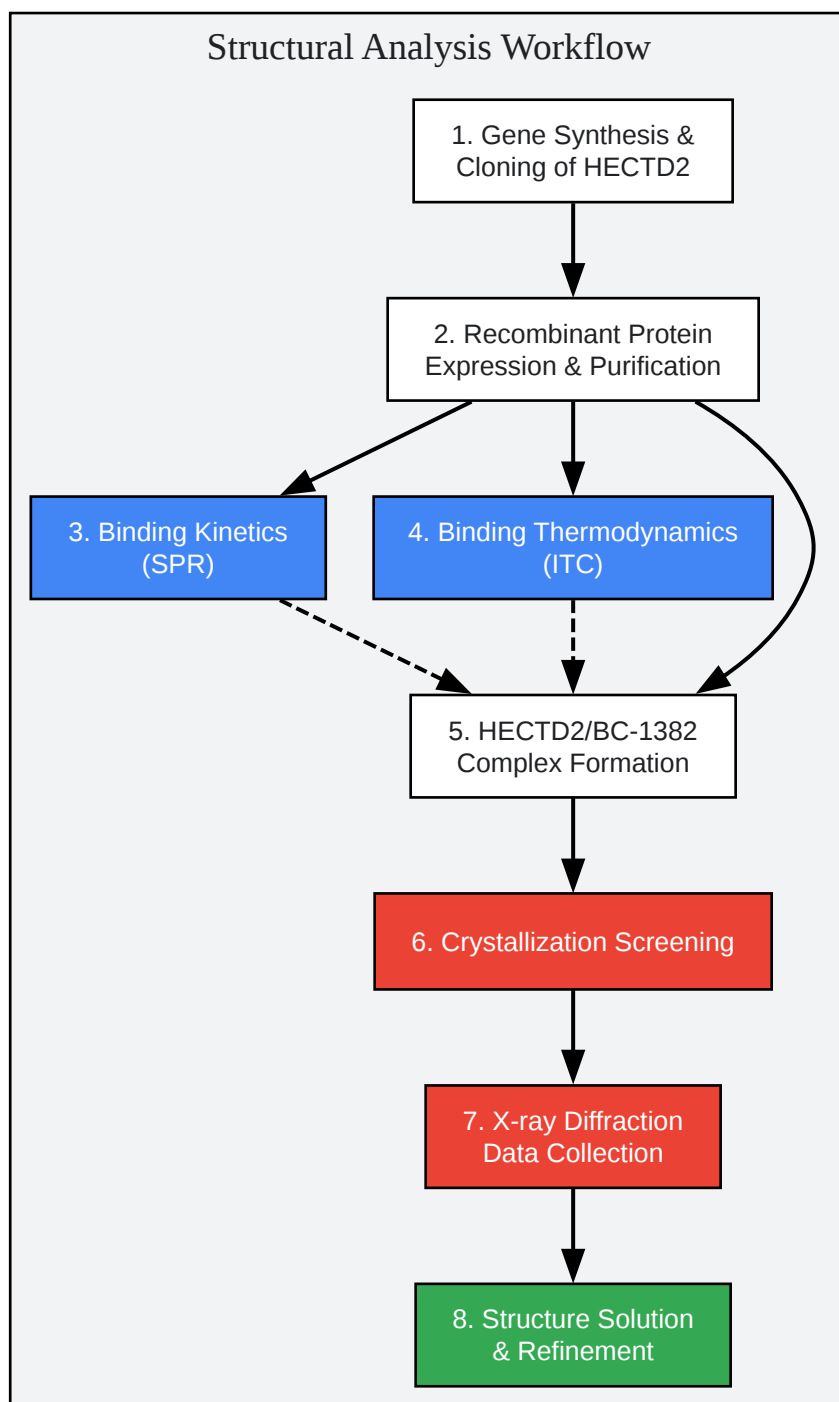 Structural Analysis Workflow
1. Gene Synthesis &
Cloning of HECTD2
2. Recombinant Protein
Expression & Purification
3. Binding Kinetics
(SPR)
4. Binding Thermodynamics
(ITC)
5. HECTD2/BC-1382
Complex Formation
6. Crystallization Screening
7. X-ray Diffraction
Data Collection
8. Structure Solution
& Refinement